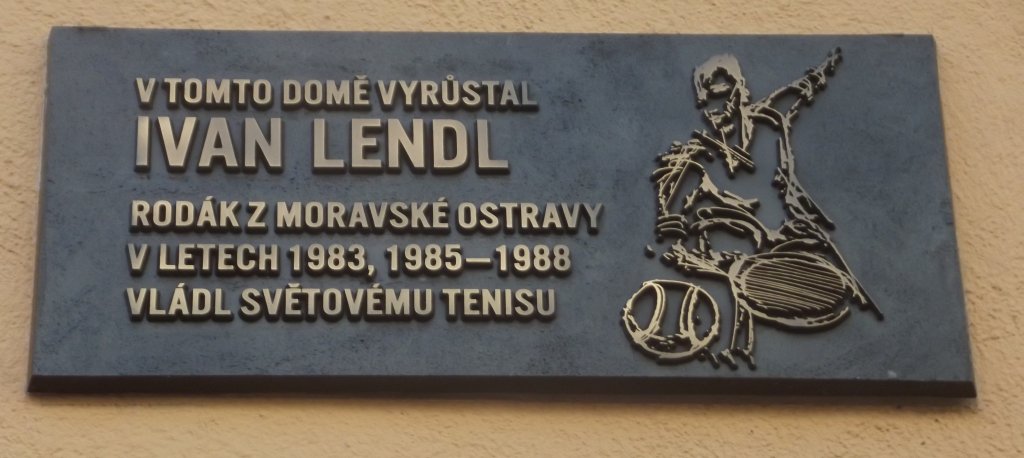 V TOMTO DOMĚ VYRŮSTAL
IVAN LENDL
RODÁK Z MORAVSKÉ OSTRAVY
V LETECH 1983, 1985–1988
VLÁDL SVĚTOVÉMU TENISU